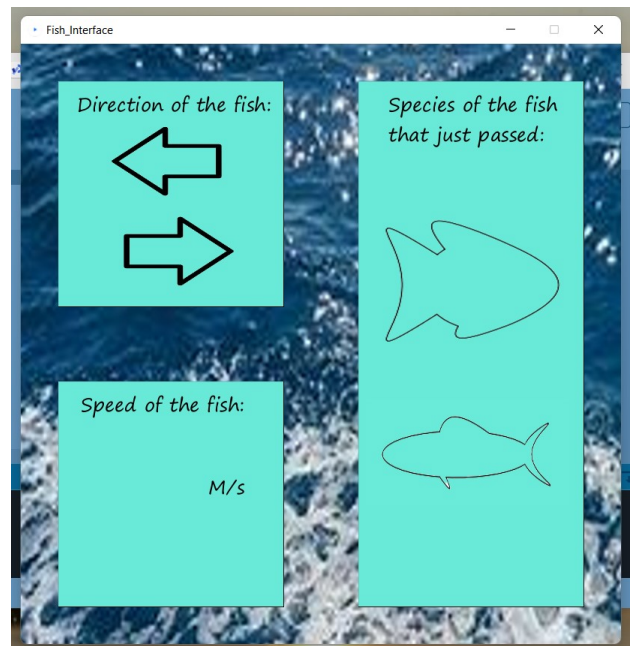 Fish_Interface
Direction of the fish:
Species of the fish
that just passed:
Speed of the fish:
M/s